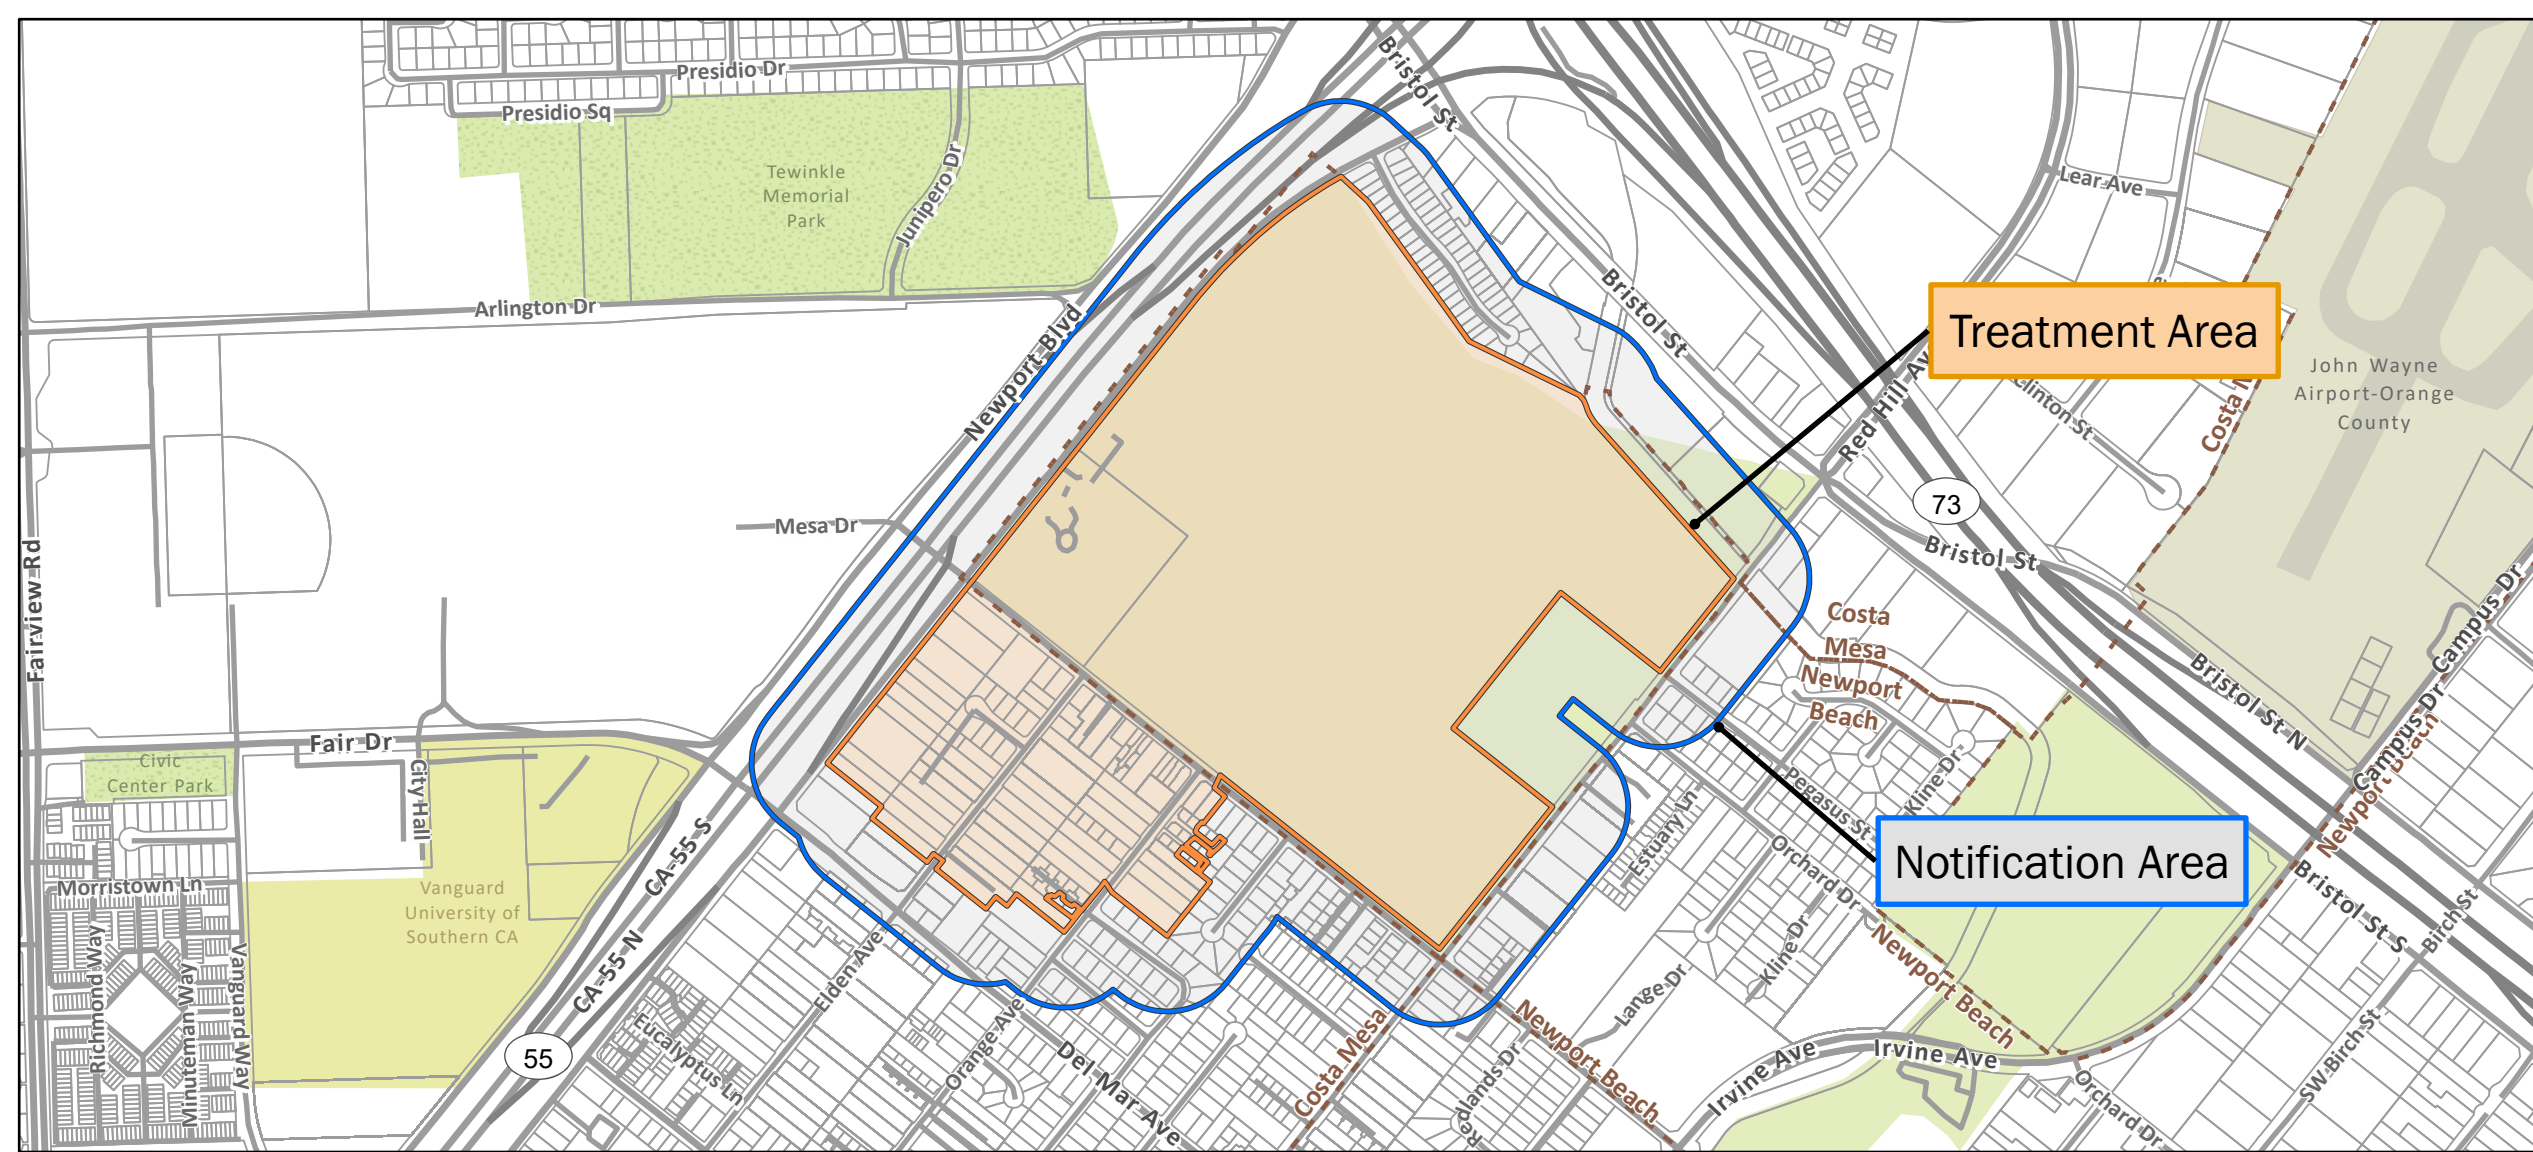 Presidio Dr
Presidio Sq
Tewinkle
Memorial
Park
Junipero Dr
Arlington Dr
Newport Blvd
Bristol St
Bristol St
Lear Ave
Treatment Area
Red Hill Av
Clinton St
Costa
John Wayne
Airport-Orange
County
73
Bristol St
Mesa Dr
Fairview Rd
Costa
Mesa
Newport
Beach
Campus Dr
Bristol St N
Campus Dr
Newport Beach
Fair Dr
Civic
Center Park
City Hall
Pegasus St
Kline Dr
Estuary Ln
Orchard Dr
Notification Area
CA-55 S
Morristown Ln
Vanguard
University of
Southern CA
Richmond Way
Minuteman Way
Vanguard Way
CA-55 N
55
Eucalyptus Ln
Elden Ave
Orange Ave
Del Mar Ave
Costa Mesa
Newport Beach
Redlands Dr
Lange Dr
Kline Dr
Newport Beach
Irvine Ave
Irvine Ave
Orchard Dr
SW Birch St
Birch St
Bristol St S